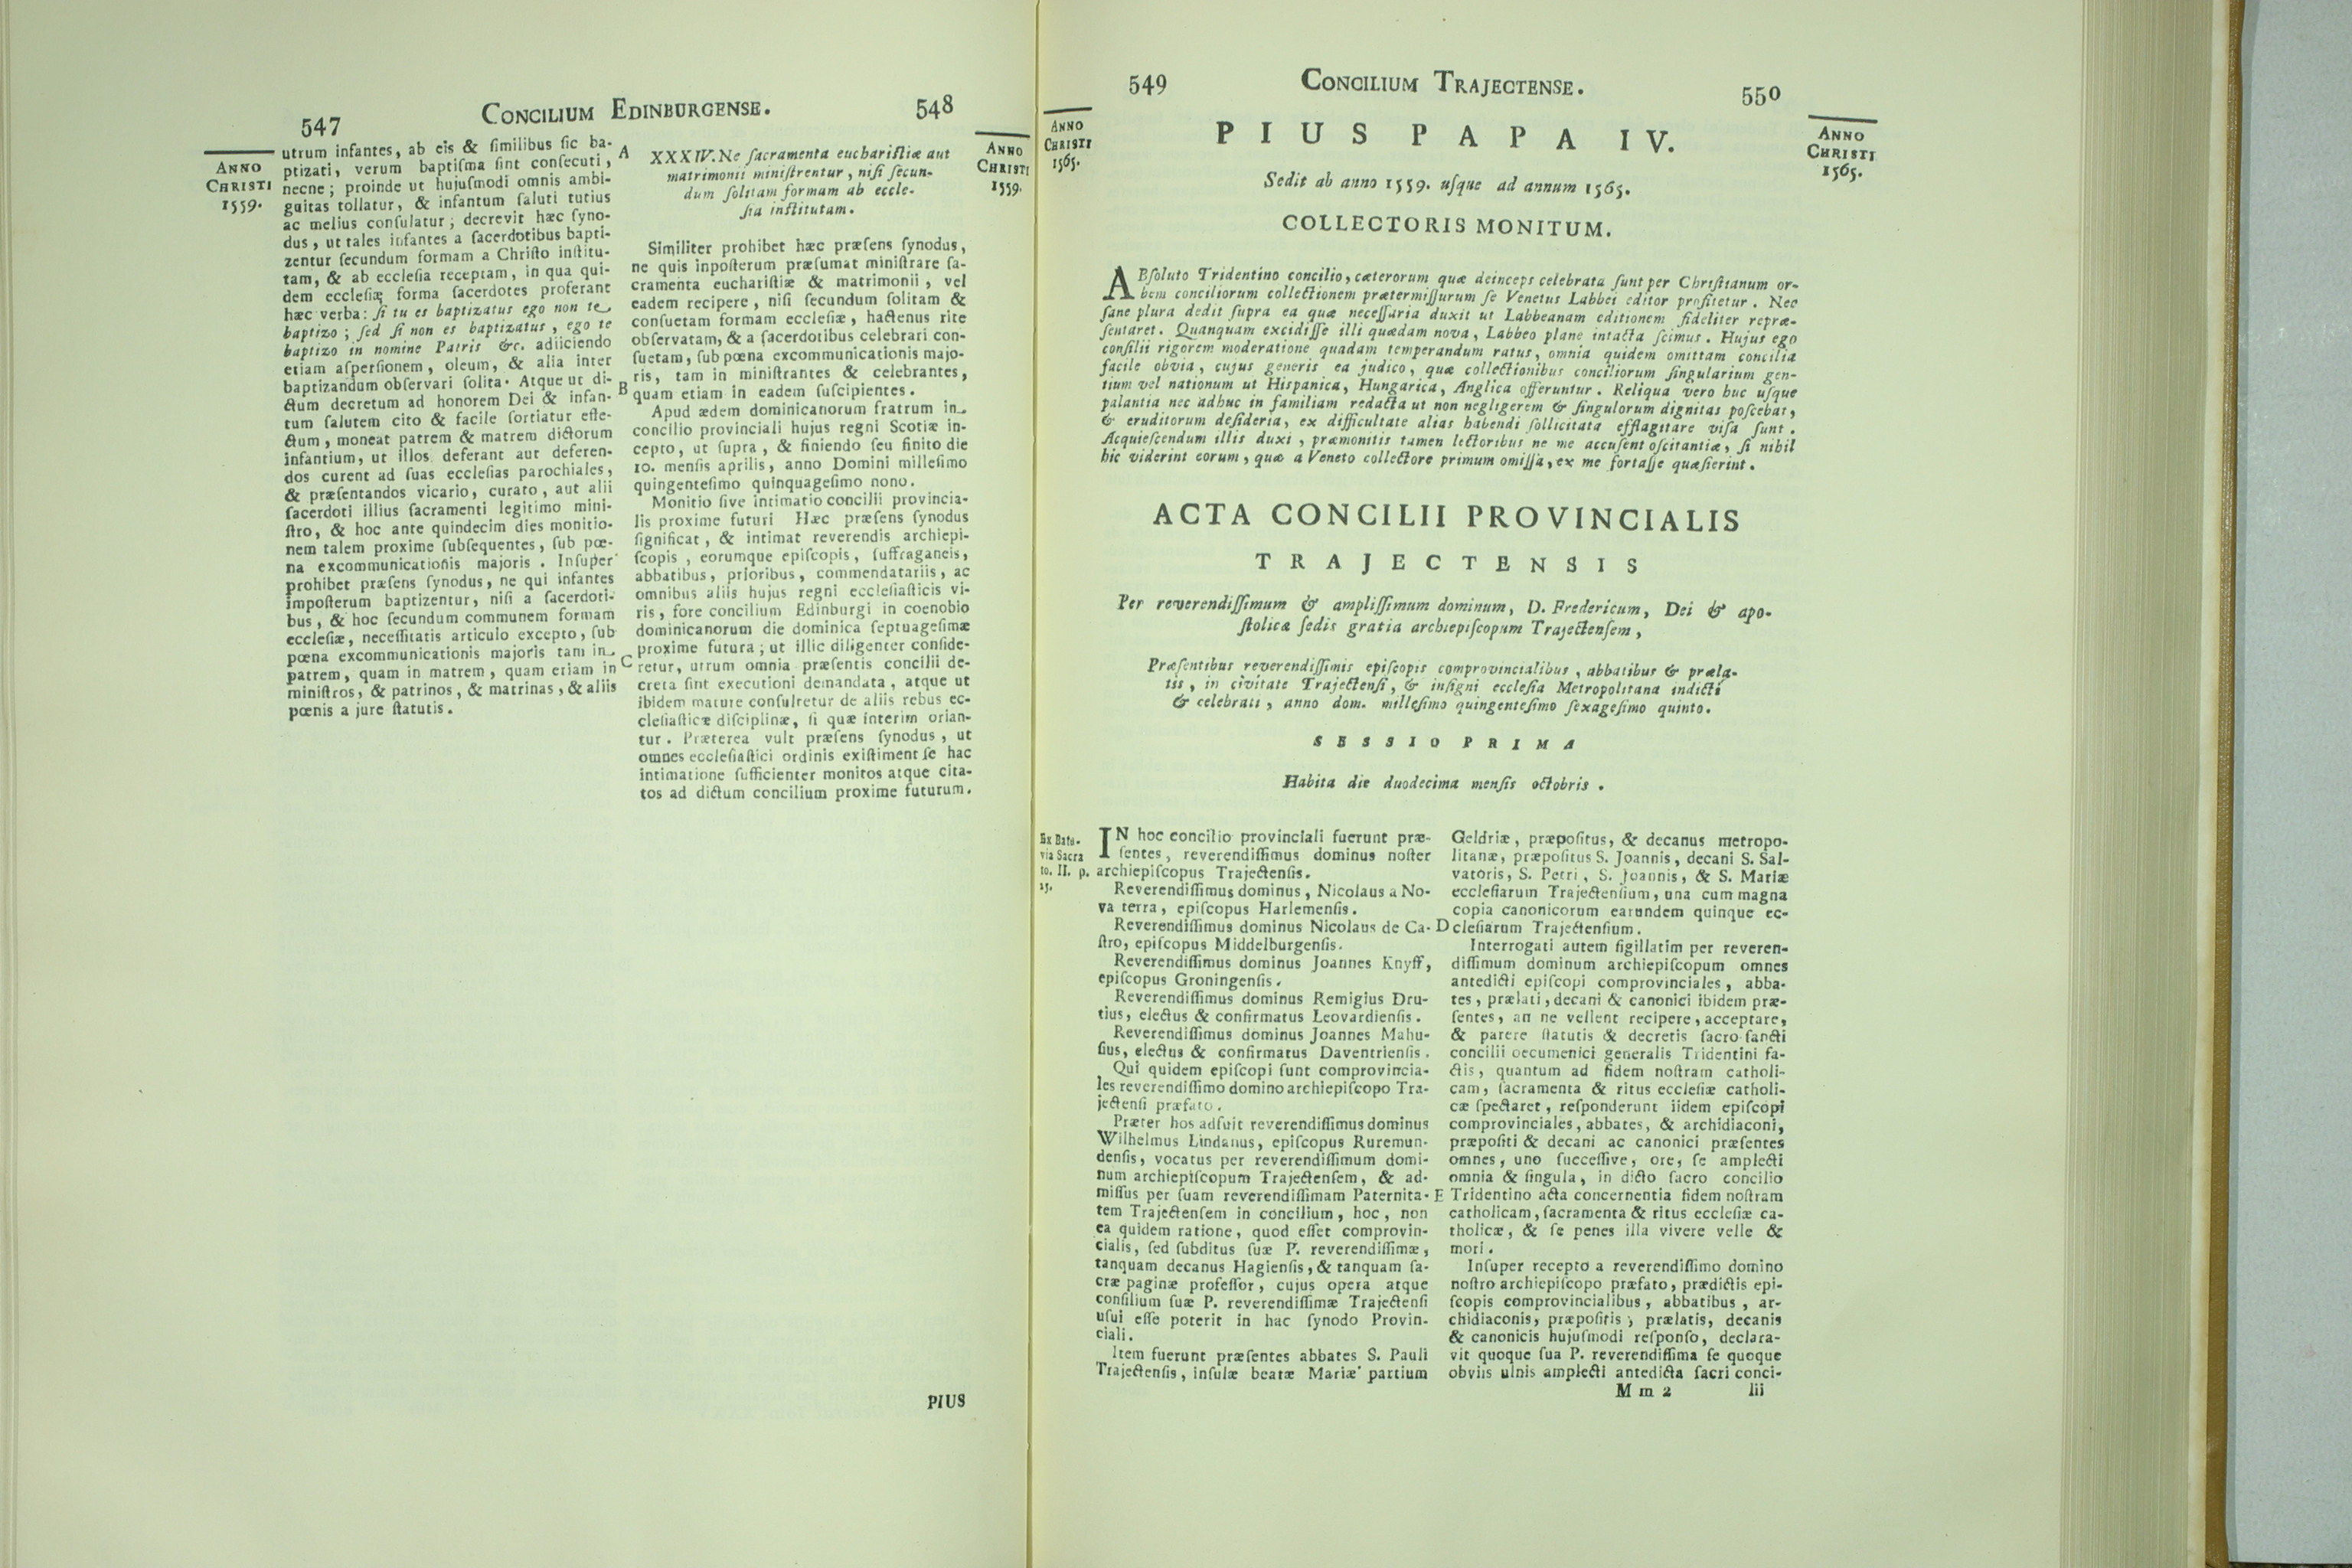 547
CONCILIUM EDINBURGENSE.
548
ANNO
CHRISTI
1559.
utrum infantes, ab eis & ſimilibus ſic ba-
ptizati, verum baptiſma ſint conſecuti,
necne; proinde ut hujuſmodi omnis ambi-
guitas tollatur, & infantum ſaluti tutius
ac melius conſulatur; decrevit hæc ſyno-
dus, ut tales infantes a ſacerdotibus bapti-
zentur ſecundum formam a Chriſto inſtitu-
tam, & ab eccleſia receptam, in qua qui-
dem eccleſiæ forma ſacerdotes proferant
hæc verba: ſi tu es baptizatus ego non te
baptizo; ſed ſi non es baptizatus, ego te
baptizo in nomine Patris &c. adiiciendo
etiam aſperſionem, oleum, & alia inter
baptizandum obſervari ſolita. Atque ut di-
ctum decretum ad honorem Dei & infan-
tum ſalutem cito & facile ſortiatur effe-
ctum, moneat patrem & matrem dictorum
infantium, ut illos deferant aut deferen-
dos curent ad ſuas eccleſias parochiales,
& præſentandos vicario, curato, aut alii
ſacerdoti illius ſacramenti legitimo mini-
ſtro, & hoc ante quindecim dies monitio-
nem talem proxime ſubſequentes, ſub pœ-
na excommunicationis majoris. Inſuper
prohibet præſens ſynodus, ne qui infantes
impoſterum baptizentur, niſi a ſacerdoti-
bus, & hoc ſecundum communem formam
eccleſiæ, neceſſitatis articulo excepto, ſub
pœna excommunicationis majoris tam in
patrem, quam in matrem, quam etiam in
miniſtros, & patrinos, & matrinas, & aliis
pœnis a jure ſtatutis.
A
B
C
XXXIV. Ne ſacramenta euchariſtiæ aut
matrimonii miniſtrentur, niſi ſecun-
dum ſolitam formam ab eccle-
ſia inſtitutam.
ANNO
CHRISTI
1559.
Similiter prohibet hæc præſens ſynodus,
ne quis inpoſterum præſumat miniſtrare ſa-
cramenta euchariſtiæ & matrimonii, vel
eadem recipere, niſi ſecundum ſolitam &
conſuetam formam eccleſiæ, hactenus rite
obſervatam, & a ſacerdotibus celebrari con-
ſuetam, ſub pœna excommunicationis majo-
ris, tam in miniſtrantes & celebrantes,
quam etiam in eadem ſuſcipientes.
Apud ædem dominicanorum fratrum in
concilio provinciali hujus regni Scotiæ in-
cepto, ut ſupra, & finiendo ſeu finito die
10. menſis aprilis, anno Domini milleſimo
quingenteſimo quinquageſimo nono.
Monitio ſive intimatio concilii provincia-
lis proxime futuri Hæc præſens ſynodus
ſignificat, & intimat reverendis archiepi-
ſcopis, eorumque epiſcopis, ſuffraganeis,
abbatibus, prioribus, commendatariis, ac
omnibus aliis hujus regni eccleſiaſticis vi-
ris, fore concilium Edinburgi in coenobio
dominicanorum die dominica ſeptuageſimæ
proxime futura; ut illic diligenter conſide-
retur, utrum omnia præſentis concilii de-
creta ſint executioni demandata, atque ut
ibidem mature conſulretur de aliis rebus ec-
cleſiaſticæ diſciplinæ, ſi quæ interim orian-
tur. Præterea vult præſens ſynodus, ut
omnes eccleſiaſtici ordinis exiſtiment ſe hac
intimatione ſufficienter monitos atque cita-
tos ad dictum concilium proxime futurum.
PIUS
549
CONCILIUM TRAJECTENSE.
550
ANNO
CHRISTI
1565.
ANNO
CHRISTI
1565.
PIUS PAPA IV.
Sedit ab anno 1559. uſque ad annum 1565.
COLLECTORIS MONITUM.
ABſoluto Tridentino concilio, cæterorum quæ deinceps celebrata ſunt per Chriſtianum or-
bem conciliorum collectionem prætermiſſurum ſe Venetus Labbei editor profitetur. Nec
ſane plura dedit ſupra ea quæ neceſſaria duxit ut Labbeanam editionem fideliter repræ-
ſentaret. Quanquam excidiſſe illi quædam nova, Labbeo plane intacta ſcimus. Hujus ego
conſilii rigorem moderatione quadam temperandum ratus, omnia quidem omittam concilia
facile obvia, cujus generis ea judico, quæ collectionibus conciliorum ſingularium gen-
tium vel nationum ut Hiſpanica, Hungarica, Anglica offeruntur. Reliqua vero huc uſque
palantia nec adhuc in familiam redacta ut non negligerem & ſingulorum dignitas poſcebat,
& eruditorum deſideria, ex difficultate alias habendi ſollicitata efflagitare viſa ſunt.
Acquieſcendum illis duxi, præmonitis tamen lectoribus ne me accuſent oſcitantiæ, ſi nihil
hic viderint eorum, quæ a Veneto collectore primum omiſſa, ex me fortaſſe quæſierint.
ACTA CONCILII PROVINCIALIS
TRAJECTENSIS
Per reverendiſſimum & ampliſſimum dominum, D. Fredericum, Dei & apo-
ſtolicæ ſedis gratia archiepiſcopum Trajectenſem,
Præſentibus reverendiſſimis epiſcopis comprovincialibus, abbatibus & præla-
tis, in civitate Trajectenſi, & inſigni eccleſia Metropolitana indicti
& celebrati, anno dom. milleſimo quingenteſimo ſexageſimo quinto.
SESSIO PRIMA
Habita die duodecima menſis octobris.
Ex Bata-
via Sacra
to. II. p.
15.
IN hoc concilio provinciali fuerunt præ-
ſentes, reverendiſſimus dominus noſter
archiepiſcopus Trajectenſis.
Reverendiſſimus dominus, Nicolaus a No-
va terra, epiſcopus Harlemenſis.
Reverendiſſimus dominus Nicolaus de Ca-
ſtro, epiſcopus Middelburgenſis.
Reverendiſſimus dominus Joannes Knyff,
epiſcopus Groningenſis.
Reverendiſſimus dominus Remigius Dru-
tius, electus & confirmatus Leovardienſis.
Reverendiſſimus dominus Joannes Mahu-
ſius, electus & confirmatus Daventrienſis.
Qui quidem epiſcopi ſunt comprovincia-
les reverendiſſimo domino archiepiſcopo Tra-
jectenſi præfato.
Præter hos adfuit reverendiſſimus dominus
Wilhelmus Lindanus, epiſcopus Ruremun-
denſis, vocatus per reverendiſſimum domi-
num archiepiſcopum Trajectenſem, & ad-
miſſus per ſuam reverendiſſimam Paternita-
tem Trajectenſem in concilium, hoc, non
ea quidem ratione, quod eſſet comprovin-
cialis, ſed ſubditus ſuæ P. reverendiſſimæ,
tanquam decanus Hagienſis, & tanquam ſa-
cræ paginæ profeſſor, cujus opera atque
conſilium ſuæ P. reverendiſſimæ Trajectenſi
uſui eſſe poterit in hac ſynodo Provin-
ciali.
Item fuerunt præſentes abbates S. Pauli
Trajectenſis, inſulæ beatæ Mariæ partium
D
E
Geldriæ, præpoſitus, & decanus metropo-
litanæ, præpoſitus S. Joannis, decani S. Sal-
vatoris, S. Petri, S. Joannis, & S. Mariæ
eccleſiarum Trajectenſium, una cum magna
copia canonicorum earundem quinque ec-
cleſiarum Trajectenſium.
Interrogati autem ſigillatim per reveren-
diſſimum dominum archiepiſcopum omnes
antedicti epiſcopi comprovinciales, abba-
tes, prælati, decani & canonici ibidem præ-
ſentes, an ne vellent recipere, acceptare,
& parere ſtatutis & decretis ſacro ſancti
concilii oecumenici generalis Tridentini fa-
ctis, quantum ad fidem noſtram catholi-
cam, ſacramenta & ritus eccleſiæ catholi-
cæ ſpectaret, reſponderunt iidem epiſcopi
comprovinciales, abbates, & archidiaconi,
præpoſiti & decani ac canonici præſentes
omnes, uno ſucceſſive, ore, ſe amplecti
omnia & ſingula, in dicto ſacro concilio
Tridentino acta concernentia fidem noſtram
catholicam, ſacramenta & ritus eccleſiæ ca-
tholicæ, & ſe penes illa vivere velle &
mori.
Inſuper recepto a reverendiſſimo domino
noſtro archiepiſcopo præfato, prædictis epi-
ſcopis comprovincialibus, abbatibus, ar-
chidiaconis, præpoſitis, prælatis, decanis
& canonicis hujuſmodi reſponſo, declara-
vit quoque ſua P. reverendiſſima ſe quoque
obviis ulnis amplecti antedicta ſacri conci-
Mm 2
lii